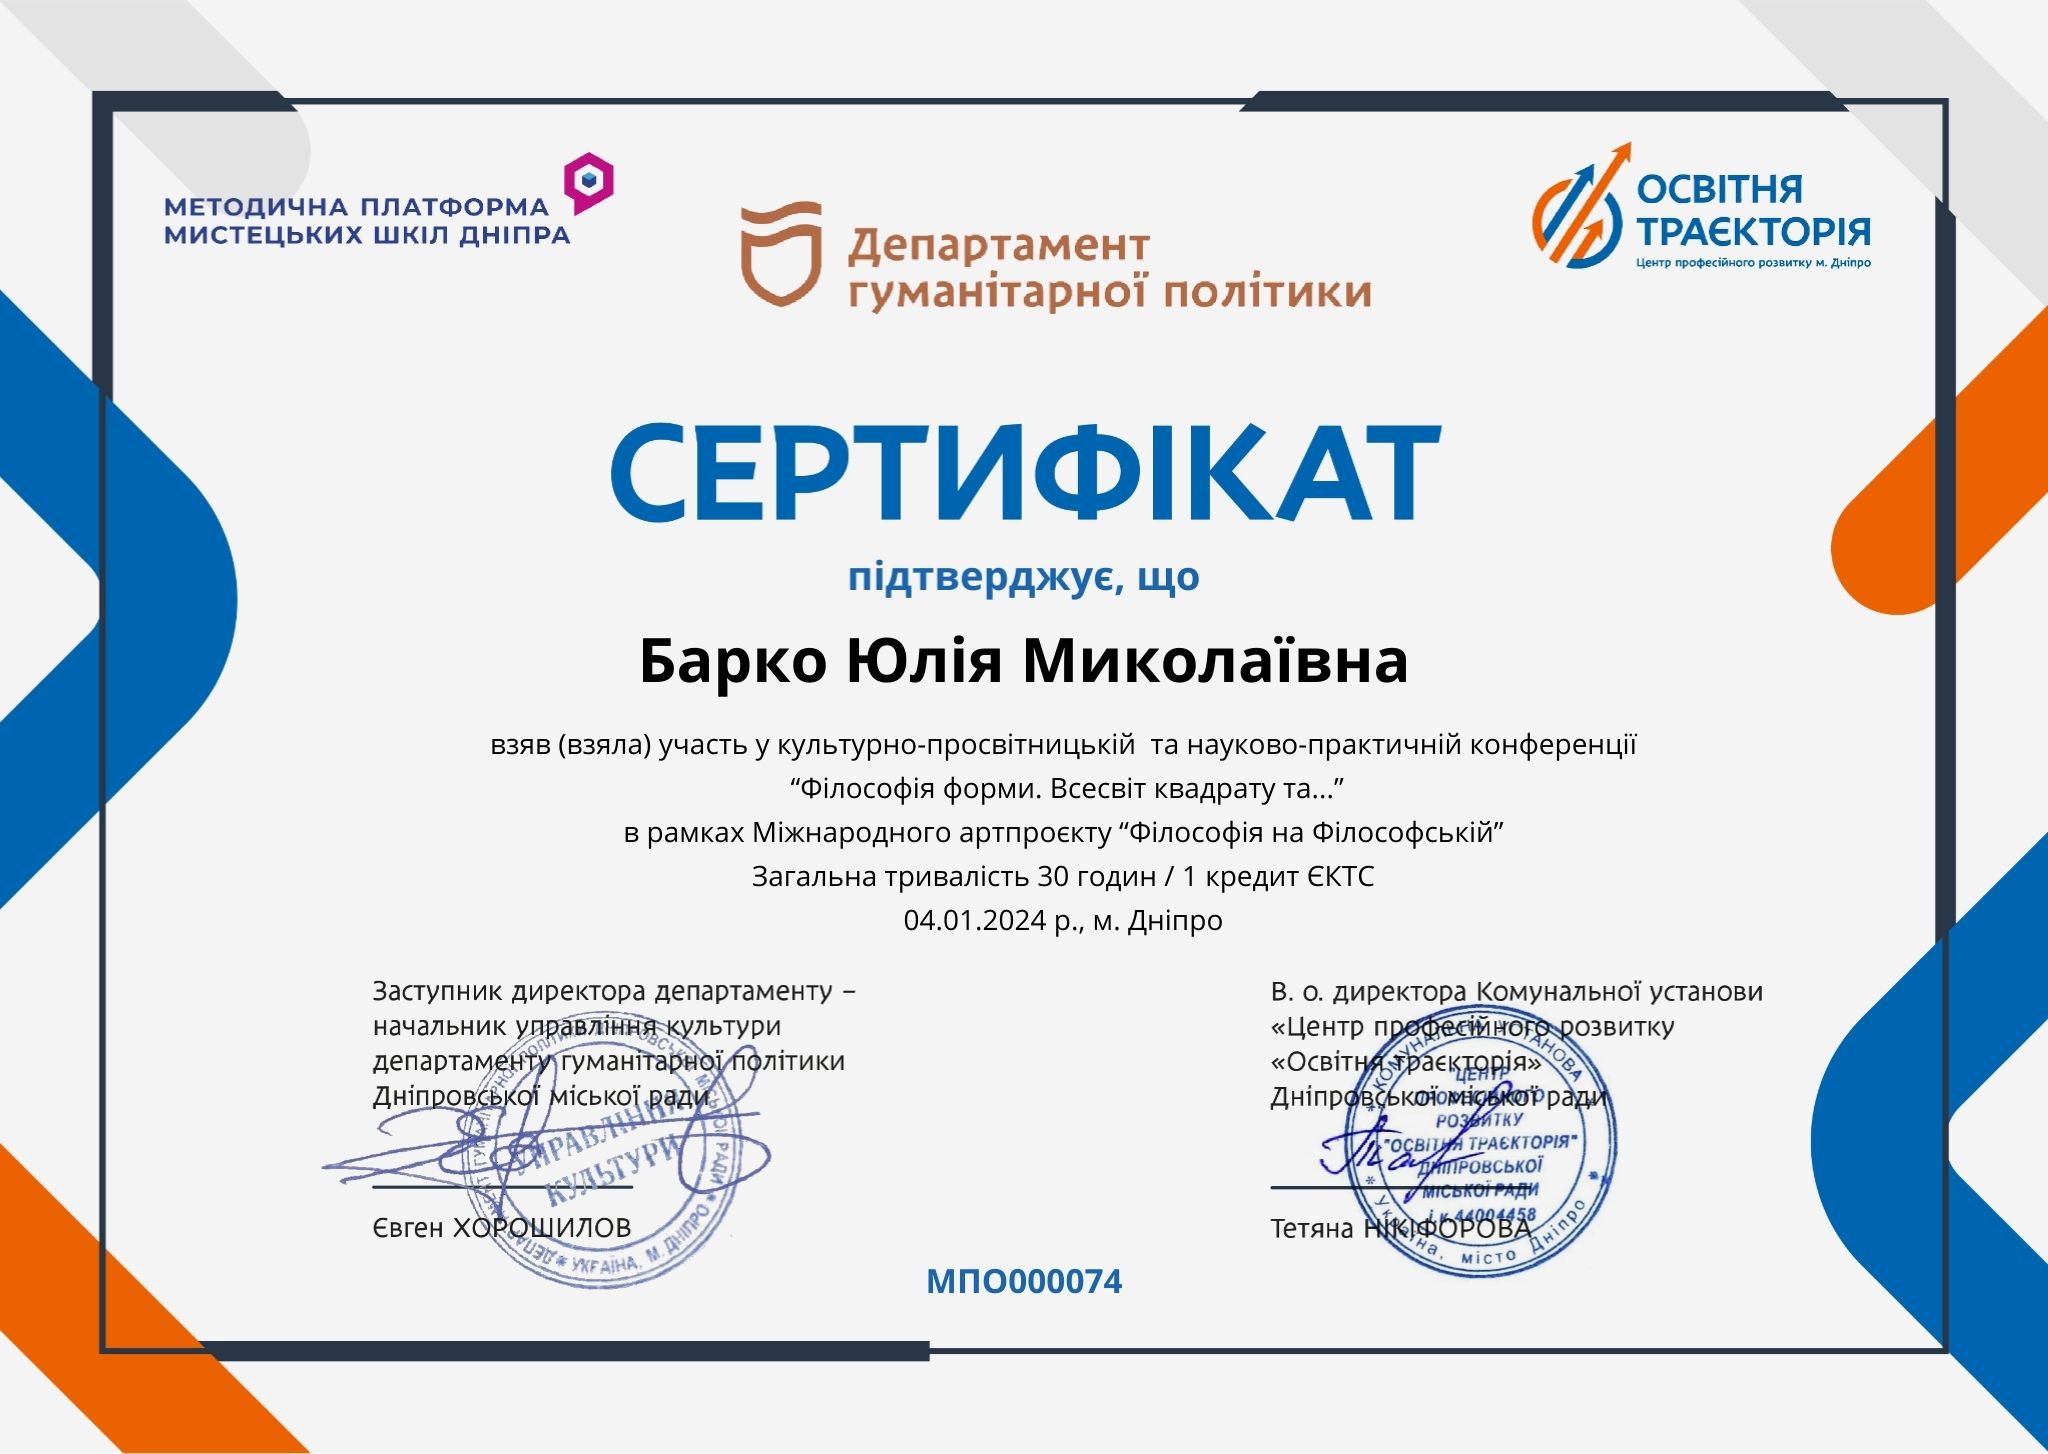 МЕТОДИЧНА ПЛАТФОРМА
МИСТЕЦЬКИХ ШКІЛ ДНІПРА
Департамент
гуманітарної політики
ОСВІТНЯ
ТРАЄКТОРІЯ
Центр професійного розвитку м. Дніпро
СЕРТИФІКАТ
підтверджує, що
Барко Юлія Миколаївна
взяв (взяла) участь у культурно-просвітницькій та науково-практичній конференції
“Філософія форми. Всесвіт квадрату та...”
в рамках Міжнародного артпроєкту “Філософія на Філософській”
Загальна тривалість 30 годин / 1 кредит ЄКТС
04.01.2024 р., м. Дніпро
Заступник директора департаменту –
начальник управління культури
департаменту гуманітарної політики
Дніпровської міської ради
УПРАВЛІННЯ
КУЛЬТУРИ
УКРАЇНА, М. ДНІПРО
Євген ХОРОШИЛОВ
В. о. директора Комунальної установи
«Центр професійного розвитку
«Освітня траєкторія»
Дніпровської міської ради
КОМУНАЛЬНА УСТАНОВА
"ЦЕНТР
ПРОФЕСІЙНОГО
РОЗВИТКУ
"ОСВІТНЯ ТРАЄКТОРІЯ"
ДНІПРОВСЬКОЇ
МІСЬКОЇ РАДИ
і.к. 44004458
Україна, місто Дніпро
Тетяна НІКІФОРОВА
МПО000074